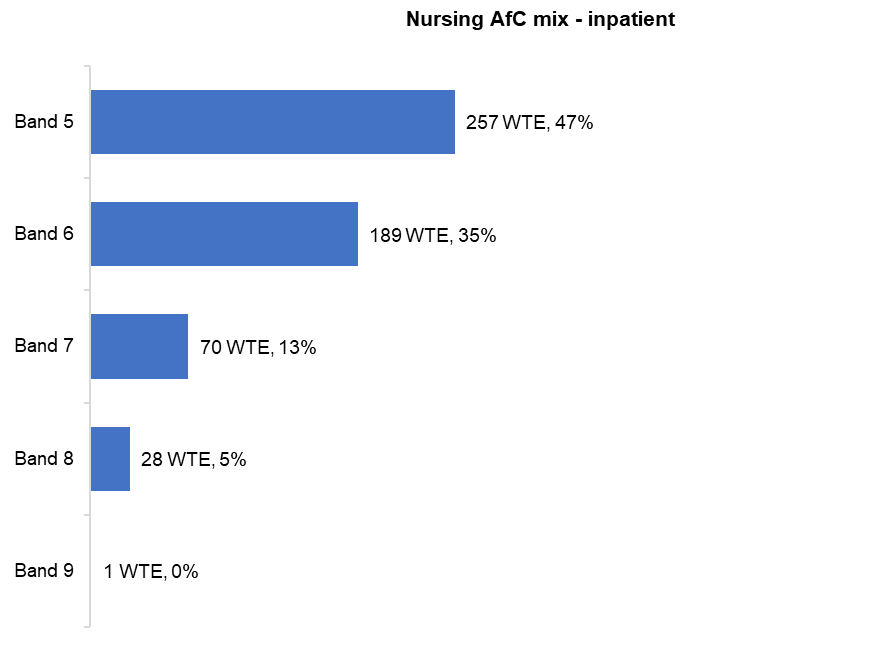 Nursing AfC mix - inpatient
Band 5 257 WTE, 47%
Band 6 189 WTE, 35%
Band 7 70 WTE, 13%
Band 8 28 WTE, 5%
Band 9 1 WTE, 0%